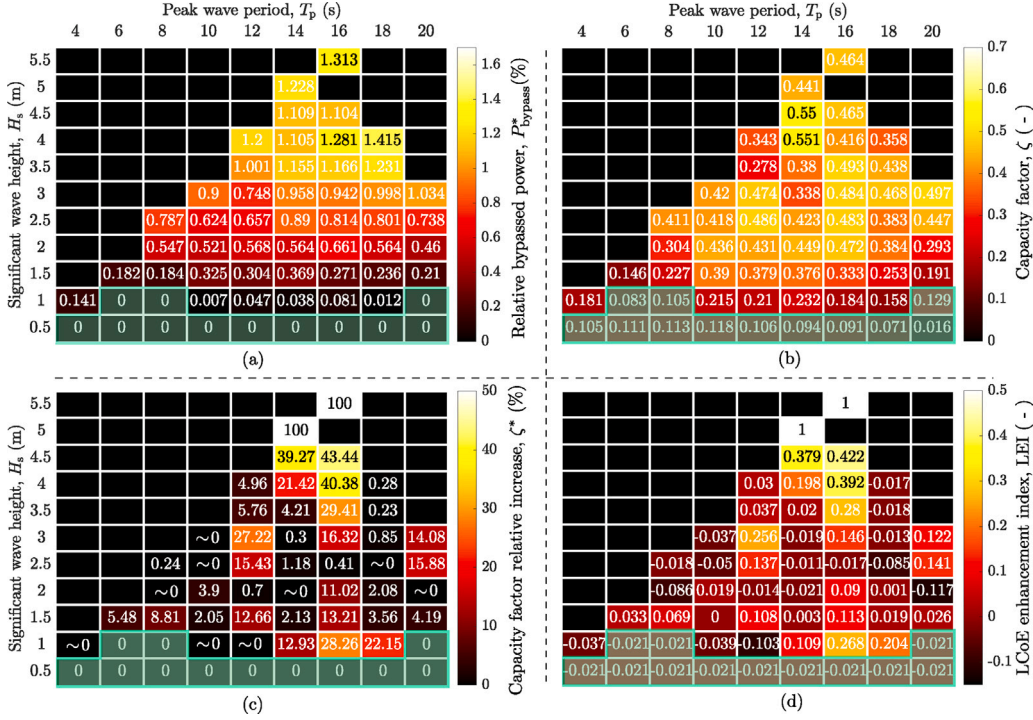 Peak wave period, Tp (s)
4 6 8 10 12 14 16 18 20
Significant wave height, Hs (m)
5.5 1.313
5 1.228
4.5 1.109 1.104
4 1.2 1.105 1.281 1.415
3.5 1.001 1.155 1.166 1.231
3 0.9 0.748 0.958 0.942 0.998 1.034
2.5 0.787 0.624 0.657 0.89 0.814 0.801 0.738
2 0.547 0.521 0.568 0.564 0.661 0.564 0.46
1.5 0.182 0.184 0.325 0.304 0.369 0.271 0.236 0.21
1 0.141 0 0 0.007 0.047 0.038 0.081 0.012 0
0.5 0 0 0 0 0 0 0 0 0
(a)
1.6
1.4
1.2
1
0.8
0.6
0.4
0.2
0
Relative bypassed power, P*bypass(%)
Peak wave period, Tp (s)
4 6 8 10 12 14 16 18 20
0.464
0.441
0.55 0.465
0.343 0.551 0.416 0.358
0.278 0.38 0.493 0.438
0.42 0.474 0.338 0.484 0.468 0.497
0.411 0.418 0.486 0.423 0.483 0.383 0.447
0.304 0.436 0.431 0.449 0.472 0.384 0.293
0.146 0.227 0.39 0.379 0.376 0.333 0.253 0.191
0.181 0.083 0.105 0.215 0.21 0.232 0.184 0.158 0.129
0.105 0.111 0.113 0.118 0.106 0.094 0.091 0.071 0.016
(b)
0.7
0.6
0.5
0.4
0.3
0.2
0.1
0
Capacity factor, ζ ( - )
Significant wave height, Hs (m)
5.5 100
5 100
4.5 39.27 43.44
4 4.96 21.42 40.38 0.28
3.5 5.76 4.21 29.41 0.23
3 ~0 27.22 0.3 16.32 0.85 14.08
2.5 0.24 ~0 15.43 1.18 0.41 ~0 15.88
2 ~0 3.9 0.7 ~0 11.02 2.08 ~0
1.5 5.48 8.81 2.05 12.66 2.13 13.21 3.56 4.19
1 ~0 0 0 ~0 ~0 12.93 28.26 22.15 0
0.5 0 0 0 0 0 0 0 0 0
(c)
50
40
30
20
10
0
Capacity factor relative increase, ζ* (%)
1
1
0.379 0.422
0.03 0.198 0.392 -0.017
0.037 0.02 0.28 -0.018
-0.037 0.256 -0.019 0.146 -0.013 0.122
-0.018 -0.05 0.137 -0.011 -0.017 -0.085 0.141
-0.086 0.019 -0.014 -0.021 0.09 0.001 -0.117
0.033 0.069 0 0.108 0.003 0.113 0.019 0.026
-0.037 -0.021 -0.021 -0.039 -0.103 0.109 0.268 0.204 -0.021
-0.021 -0.021 -0.021 -0.021 -0.021 -0.021 -0.021 -0.021 -0.021
(d)
0.5
0.4
0.3
0.2
0.1
0
-0.1
LCoE enhancement index, LEI ( - )